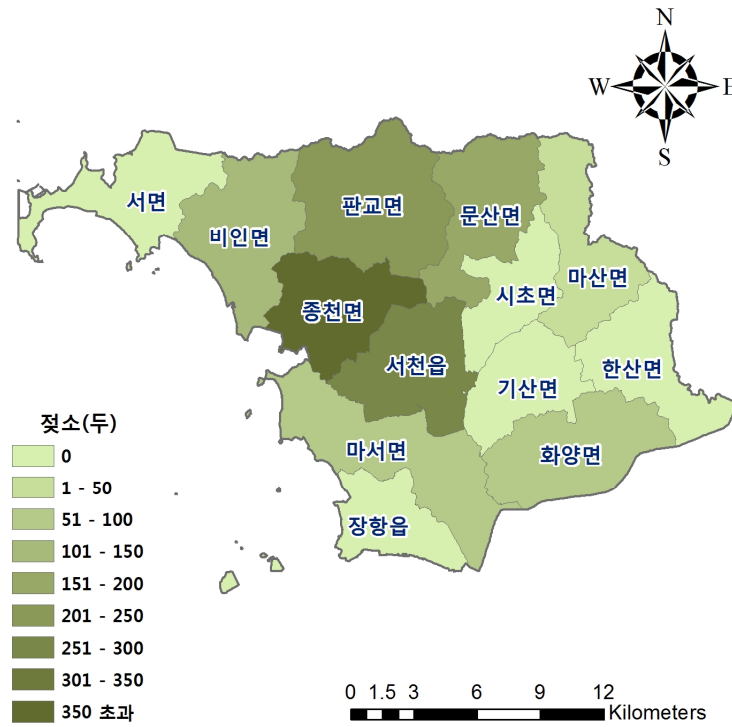 N
W
E
S
서면
판교면
문산면
비인면
마산면
시초면
종천면
서천읍
한산면
기산면
마서면
화양면
장항읍
젖소(두)
0
1 - 50
51 - 100
101 - 150
151 - 200
201 - 250
251 - 300
301 - 350
350 초과
0 1.5 3 6 9 12
Kilometers